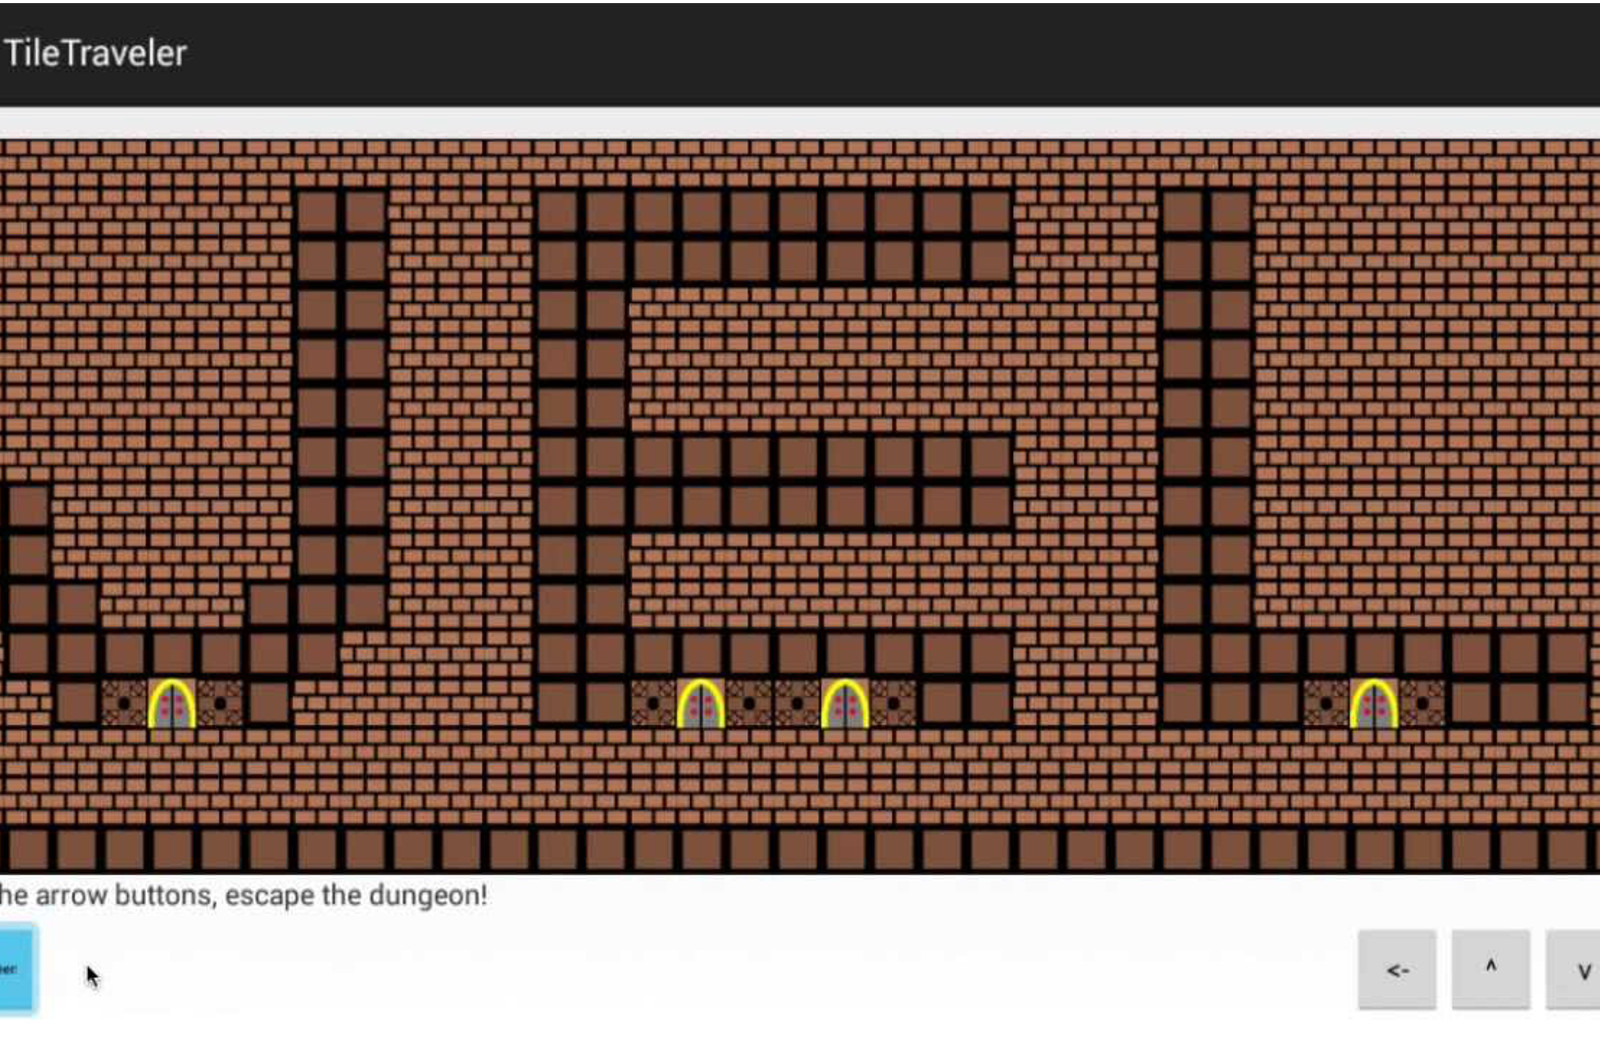 TileTraveler
he arrow buttons, escape the dungeon!
<- ^ v